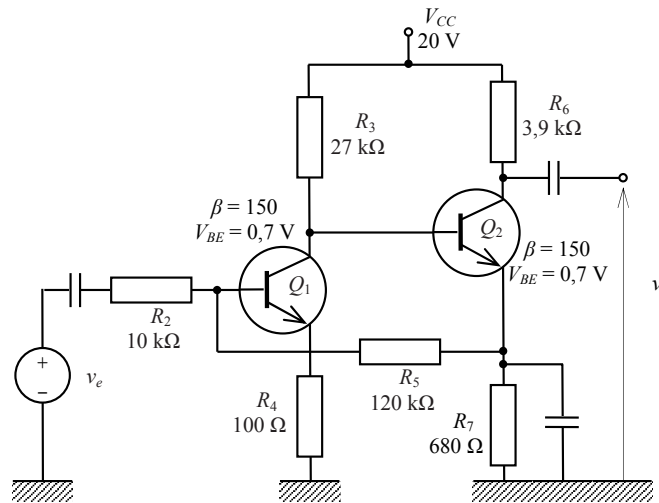 V_CC
20 V
R_6
3,9 kΩ
R_3
27 kΩ
β = 150
V_BE = 0,7 V
Q_2
β = 150
V_BE = 0,7 V
Q_1
R_2
10 kΩ
+
−
v_e
R_5
120 kΩ
R_4
100 Ω
R_7
680 Ω
v